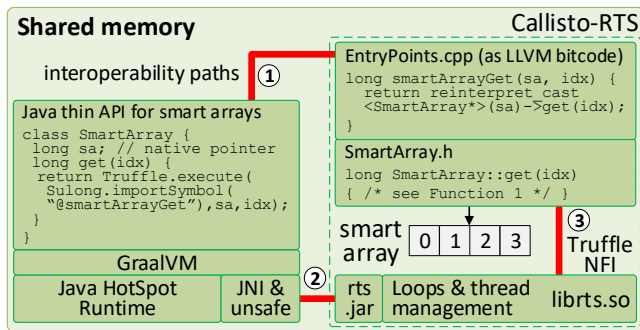 Shared memory
Callisto-RTS
interoperability paths
1
EntryPoints.cpp (as LLVM bitcode)
long smartArrayGet(sa, idx) {
return reinterpret_cast
<SmartArray*>(sa)->get(idx);
}
Java thin API for smart arrays
class SmartArray {
long sa; // native pointer
long get(idx) {
return Truffle.execute(
Sulong.importSymbol(
“@smartArrayGet”),sa,idx);
}
}
SmartArray.h
long SmartArray::get(idx)
{ /* see Function 1 */ }
smart
array
0 1 2 3
3
Truffle
NFI
GraalVM
Java HotSpot
Runtime
JNI &
unsafe
2
rts
.jar
Loops & thread
management
librts.so